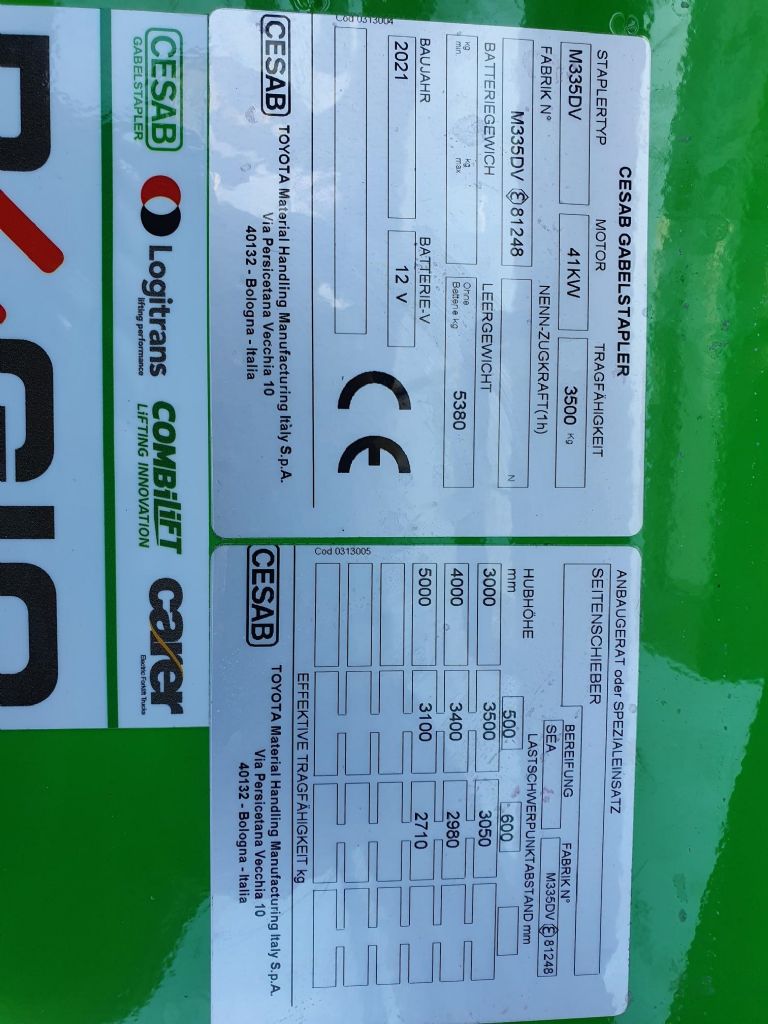 CESAB GABELSTAPLER
STAPLERTYP MOTOR TRAGFÄHIGKEIT
M335DV 41KW 3500 Kg
FABRIK N° NENN-ZUGKRAFT(1h)
M335DV E 81248 N
BATTERIEGEWICH LEERGEWICHT
kg min. kg max. Ohne Batterie kg 5380
BAUJAHR BATTERIE-V
2021 12 V
CE
CESAB
TOYOTA Material Handling Manufacturing Italy S.p.A.
Via Persicetana Vecchia 10
40132 - Bologna - Italia
Cod 0313004
ANBAUGERAT oder SPEZIALEINSATZ
SEITENSCHIEBER
BEREIFUNG FABRIK N°
SEA M335DV E 81248
HUBHÖHE LASTSCHWERPUNKTABSTAND mm
mm 500 600
3000 3500 3050
4000 3400 2980
5000 3100 2710
EFFEKTIVE TRAGFÄHIGKEIT kg
Cod 0313005
CESAB
TOYOTA Material Handling Manufacturing Italy S.p.A.
Via Persicetana Vecchia 10
40132 - Bologna - Italia
CESAB
GABELSTAPLER
Logitrans
lifting performance
COMBiLiFT
LiFTING INNOVATION
carer
Electric Forklift Trucks